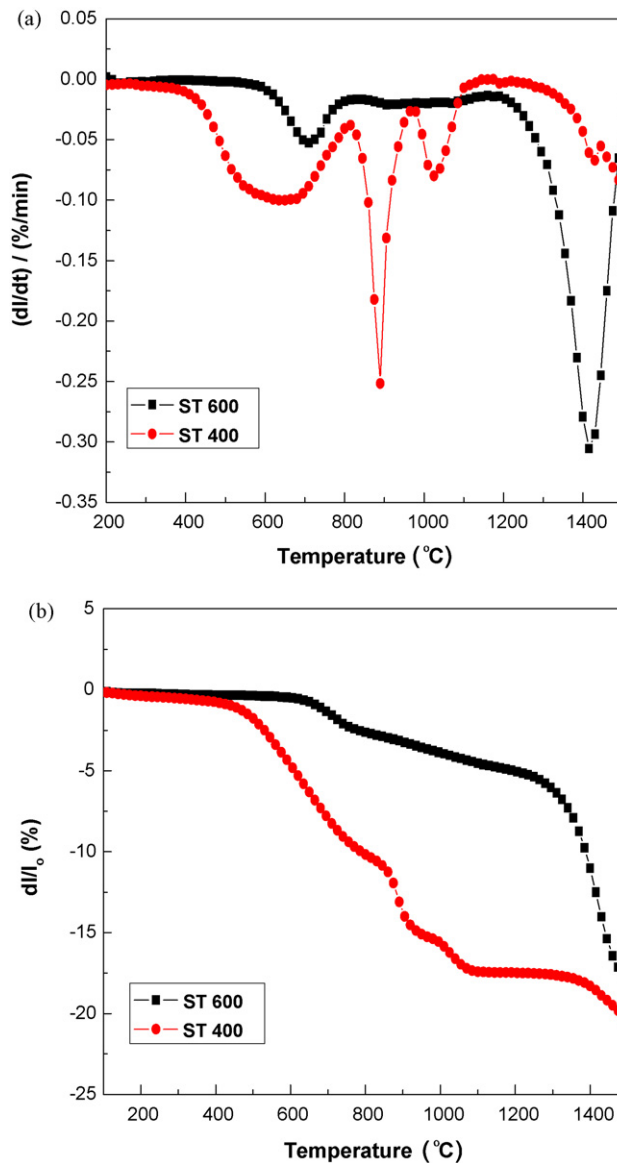 (a)
0.05
0.00
-0.05
-0.10
-0.15
-0.20
-0.25
-0.30
-0.35
(dl/dt) / (%/min)
ST 600
ST 400
200 400 600 800 1000 1200 1400
Temperature (°C)
(b)
5
0
-5
-10
-15
-20
-25
dl/lo (%)
ST 600
ST 400
200 400 600 800 1000 1200 1400
Temperature (°C)